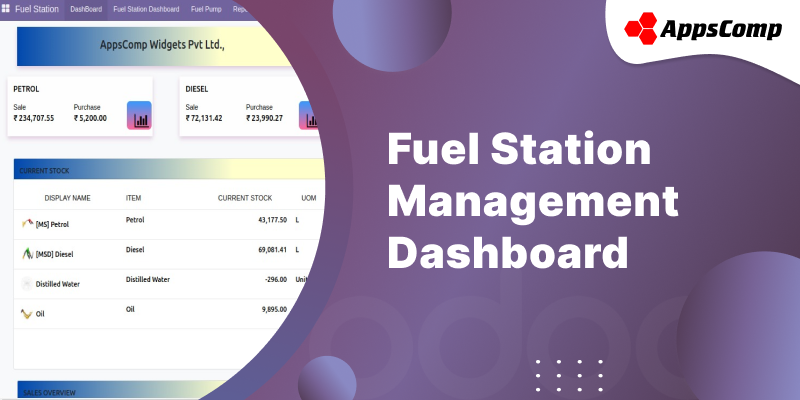 Fuel Station DashBoard Fuel Station Dashboard Fuel Pump
AppsComp Widgets Pvt Ltd.,
PETROL
Sale Purchase
₹ 234,707.55 ₹ 5,200.00
DIESEL
Sale Purchase
₹ 72,131.42 ₹ 23,990.27
CURRENT STOCK
DISPLAY NAME ITEM CURRENT STOCK UOM
[MS] Petrol Petrol 43,177.50 L
[MSD] Diesel Diesel 69,081.41 L
Distilled Water Distilled Water -296.00
Oil Oil 9,895.00
SALES OVERVIEW
AppsComp
Fuel Station
Management
Dashboard
odoo